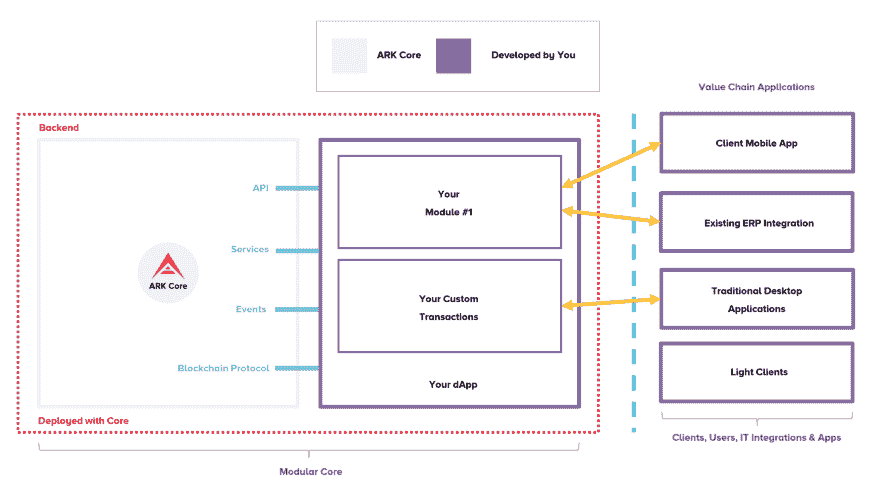 ARK Core
Developed by You
Value Chain Applications
Backend
Client Mobile App
API
Your
Module #1
Existing ERP Integration
Services
ARK Core
Events
Your Custom
Transactions
Traditional Desktop
Applications
Blockchain Protocol
Your dApp
Light Clients
Deployed with Core
Clients, Users, IT Integrations & Apps
Modular Core